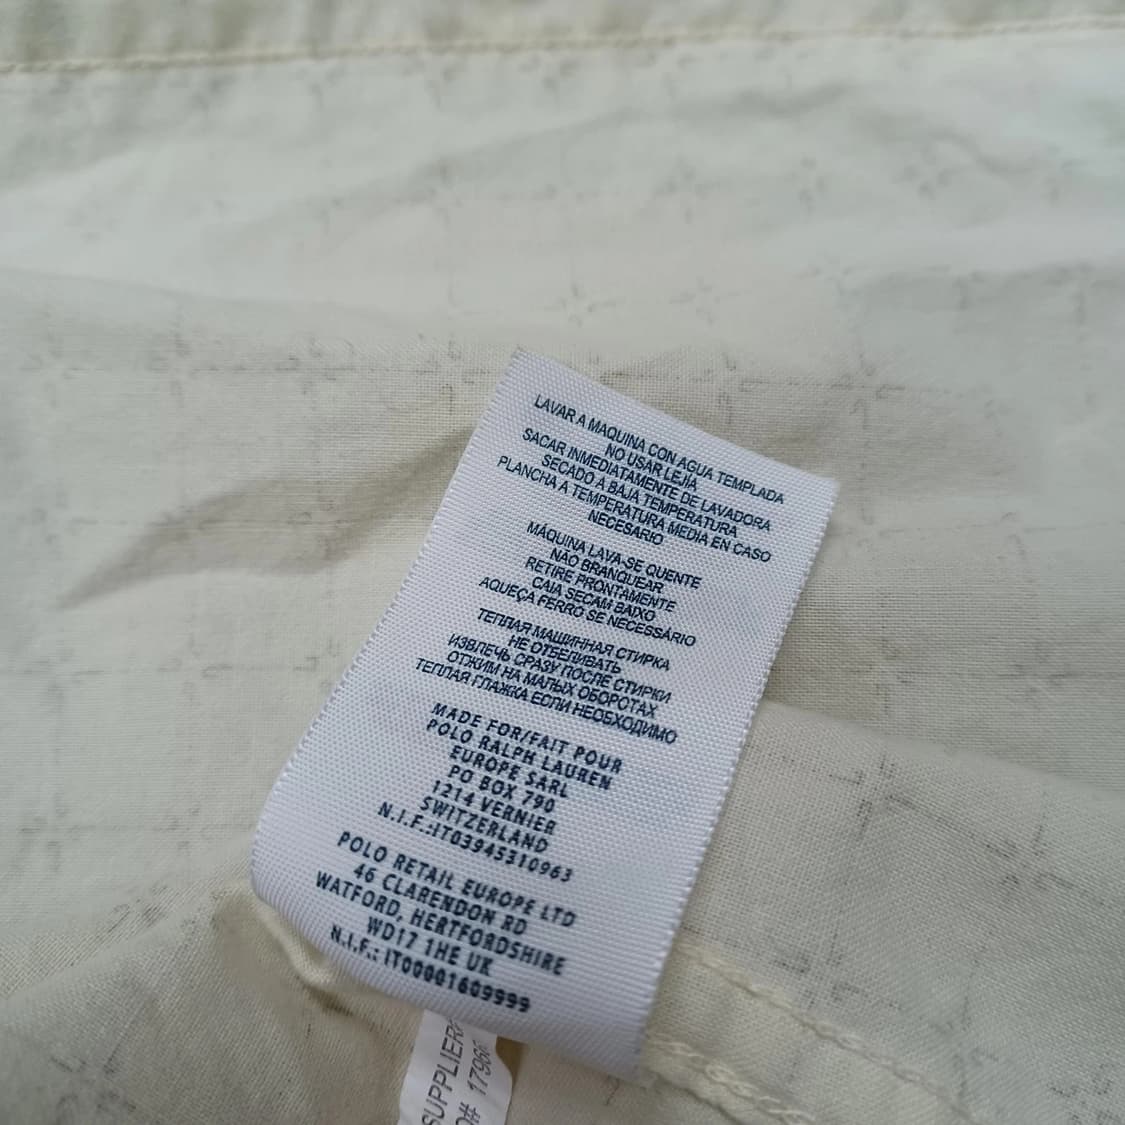 LAVAR A MAQUINA CON AGUA TEMPLADA
NO USAR LEJÍA
SACAR INMEDIATAMENTE DE LAVADORA
SECADO A BAJA TEMPERATURA
PLANCHA A TEMPERATURA MEDIA EN CASO
NECESARIO
MÁQUINA LAVA-SE QUENTE
NÃO BRANQUEAR
RETIRE PRONTAMENTE
CAIA SECAM BAIXO
AQUEÇA FERRO SE NECESSÁRIO
ТЕПЛАЯ МАШИННАЯ СТИРКА
НЕ ОТБЕЛИВАТЬ
ИЗВЛЕЧЬ СРАЗУ ПОСЛЕ СТИРКИ
ОТЖИМ НА МАЛЫХ ОБОРОТАХ
ТЕПЛАЯ ГЛАЖКА ЕСЛИ НЕОБХОДИМО
MADE FOR/FAIT POUR
POLO RALPH LAUREN
EUROPE SARL
PO BOX 790
1214 VERNIER
SWITZERLAND
N.I.F.:IT03945310963
POLO RETAIL EUROPE LTD
46 CLARENDON RD
WATFORD, HERTFORDSHIRE
WD17 1HE UK
N.I.F.: IT00001609999
SUPPLIER